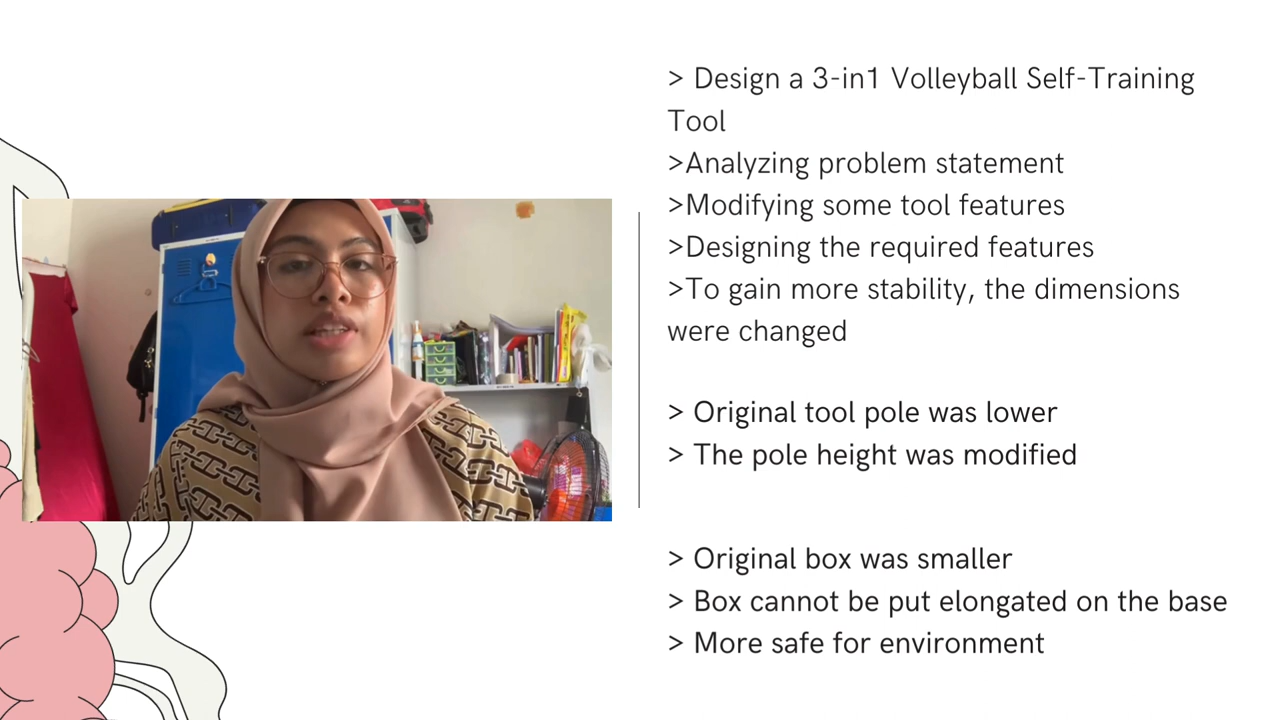 > Design a 3-in1 Volleyball Self-Training
Tool
>Analyzing problem statement
>Modifying some tool features
>Designing the required features
>To gain more stability, the dimensions
were changed
> Original tool pole was lower
> The pole height was modified
> Original box was smaller
> Box cannot be put elongated on the base
> More safe for environment